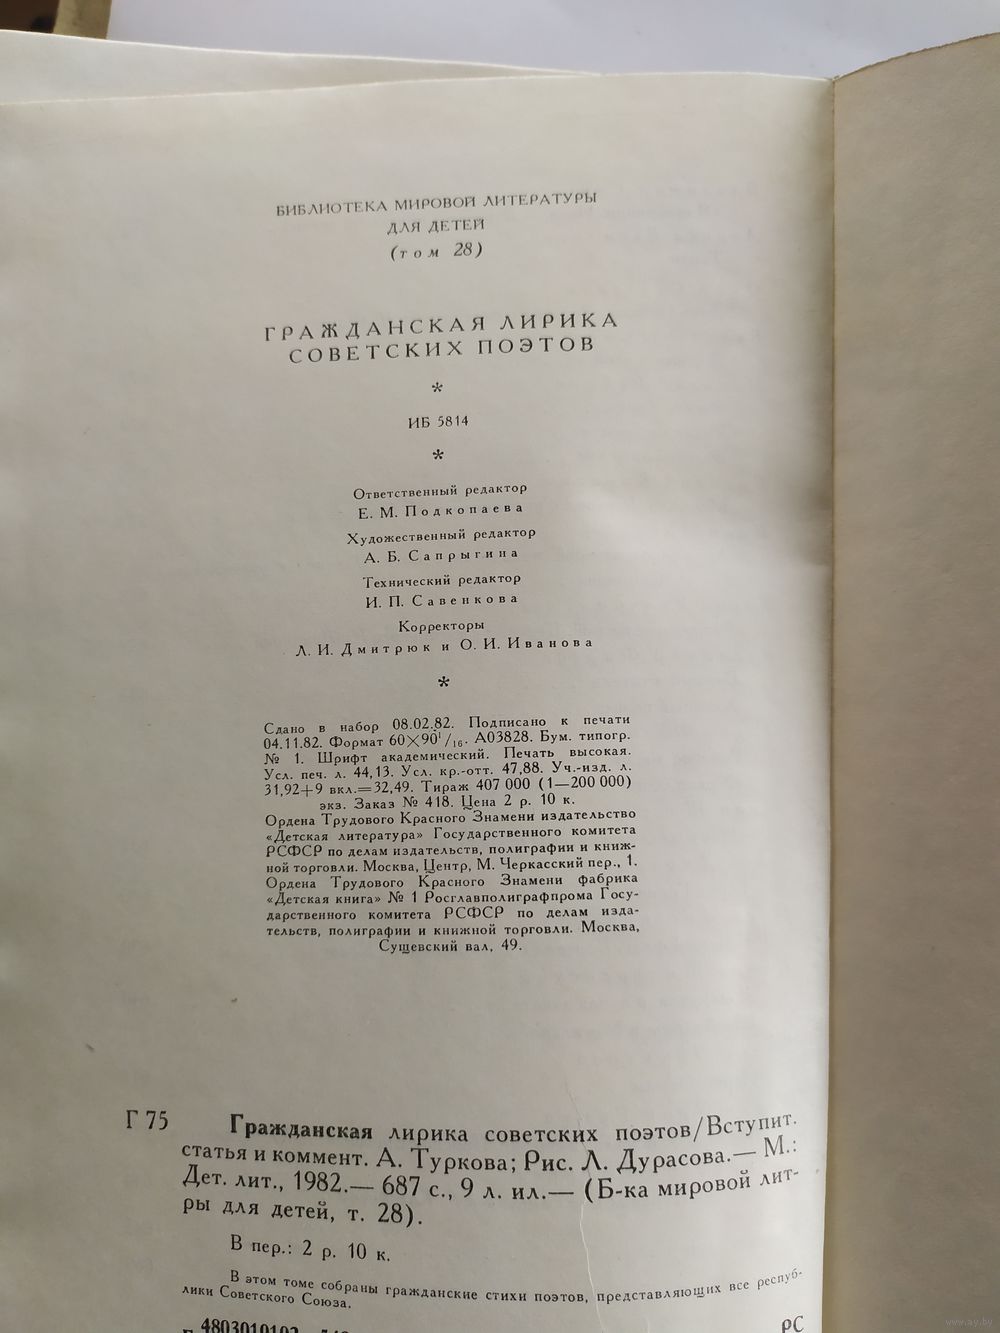 БИБЛИОТЕКА МИРОВОЙ ЛИТЕРАТУРЫ
ДЛЯ ДЕТЕЙ
(том 28)
ГРАЖДАНСКАЯ ЛИРИКА
СОВЕТСКИХ ПОЭТОВ
*
ИБ 5814
*
Ответственный редактор
Е. М. Подкопаева
Художественный редактор
А. Б. Сапрыгина
Технический редактор
И. П. Савенкова
Корректоры
Л. И. Дмитрюк и О. И. Иванова
*
Сдано в набор 08.02.82. Подписано к печати
04.11.82. Формат 60×90¹/₁₆. А03828. Бум. типогр.
№ 1. Шрифт академический. Печать высокая.
Усл. печ. л. 44,13. Усл. кр.-отт. 47,88. Уч.-изд. л.
31,92+9 вкл.=32,49. Тираж 407 000 (1—200 000)
экз. Заказ № 418. Цена 2 р. 10 к.
Ордена Трудового Красного Знамени издательство
«Детская литература» Государственного комитета
РСФСР по делам издательств, полиграфии и книж-
ной торговли. Москва, Центр, М. Черкасский пер., 1.
Ордена Трудового Красного Знамени фабрика
«Детская книга» № 1 Росглавполиграфпрома Госу-
дарственного комитета РСФСР по делам изда-
тельств, полиграфии и книжной торговли. Москва,
Сущевский вал, 49.
Г 75 Гражданская лирика советских поэтов/Вступит.
статья и коммент. А. Туркова; Рис. Л. Дурасова.— М.:
Дет. лит., 1982.— 687 с., 9 л. ил.— (Б-ка мировой лит-
ры для детей, т. 28).
В пер.: 2 р. 10 к.
В этом томе собраны гражданские стихи поэтов, представляющих все респуб-
лики Советского Союза.
4803010102
РС
www.ay.by